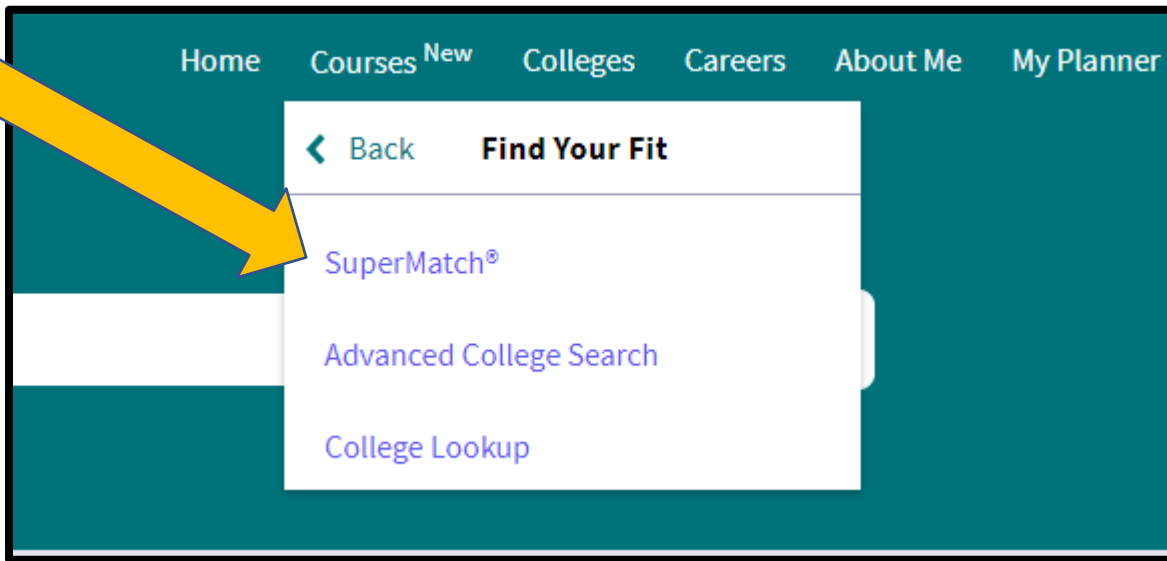 Home Courses New Colleges Careers About Me My Planner
Back Find Your Fit
SuperMatch®
Advanced College Search
College Lookup